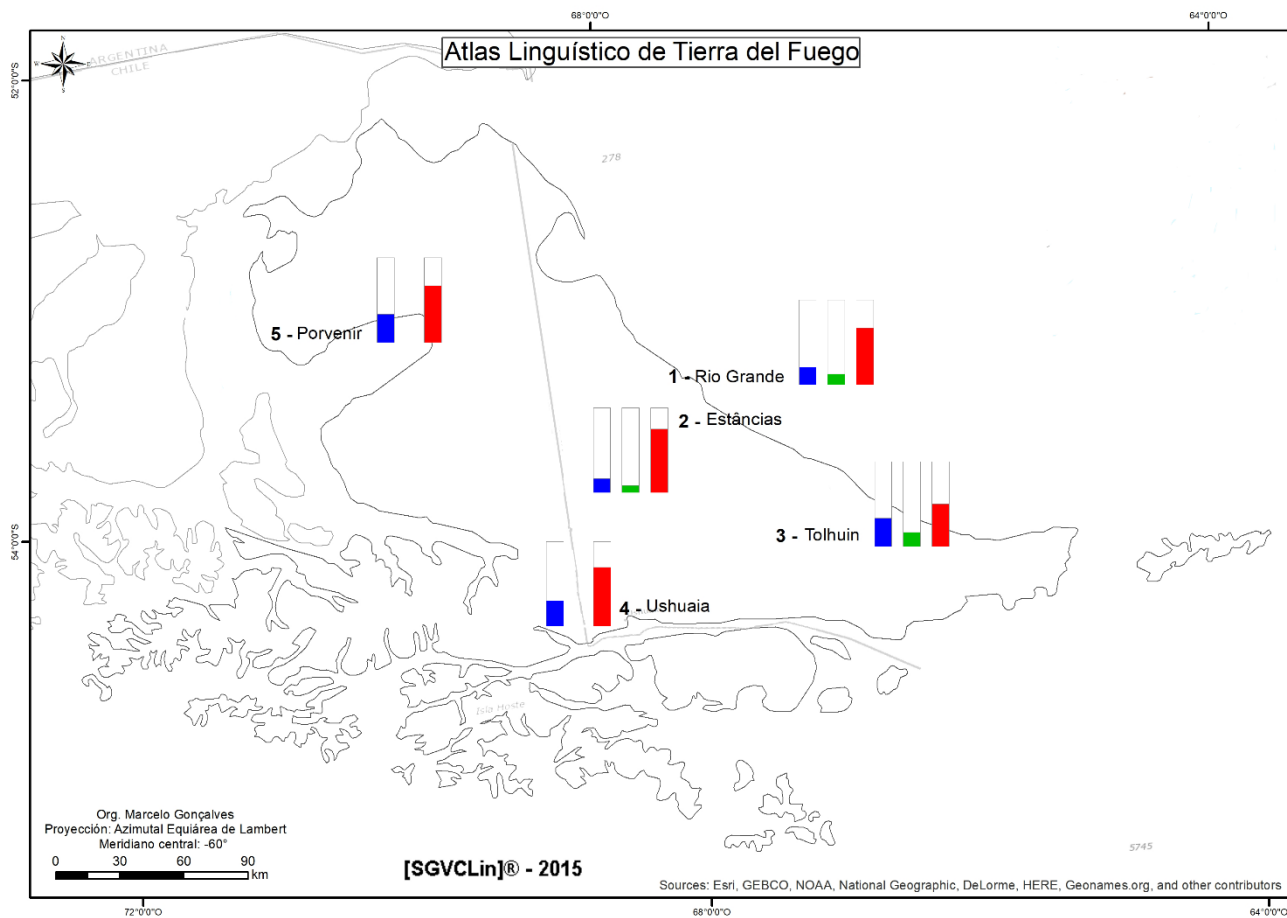 68°0'0"O
64°0'0"O
Atlas Linguístico de Tierra del Fuego
ARGENTINA
CHILE
N
W
E
S
52°0'0"S
278
5 - Porvenir
1 - Rio Grande
2 - Estâncias
3 - Tolhuin
54°0'0"S
4 - Ushuaia
Isla Hoste
Org. Marcelo Gonçalves
Proyección: Azimutal Equiárea de Lambert
Meridiano central: -60°
0 30 60 90
km
[SGVCLin]® - 2015
5745
Sources: Esri, GEBCO, NOAA, National Geographic, DeLorme, HERE, Geonames.org, and other contributors
72°0'0"O
68°0'0"O
64°0'0"O